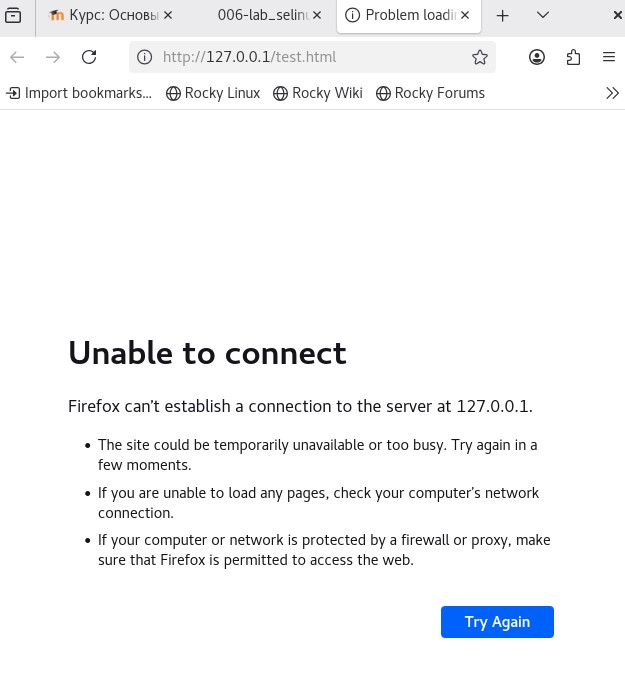 Курс: Основы
006-lab_selinu
Problem loadi
http://127.0.0.1/test.html
Import bookmarks... Rocky Linux Rocky Wiki Rocky Forums
Unable to connect
Firefox can’t establish a connection to the server at 127.0.0.1.
The site could be temporarily unavailable or too busy. Try again in a
few moments.
If you are unable to load any pages, check your computer’s network
connection.
If your computer or network is protected by a firewall or proxy, make
sure that Firefox is permitted to access the web.
Try Again